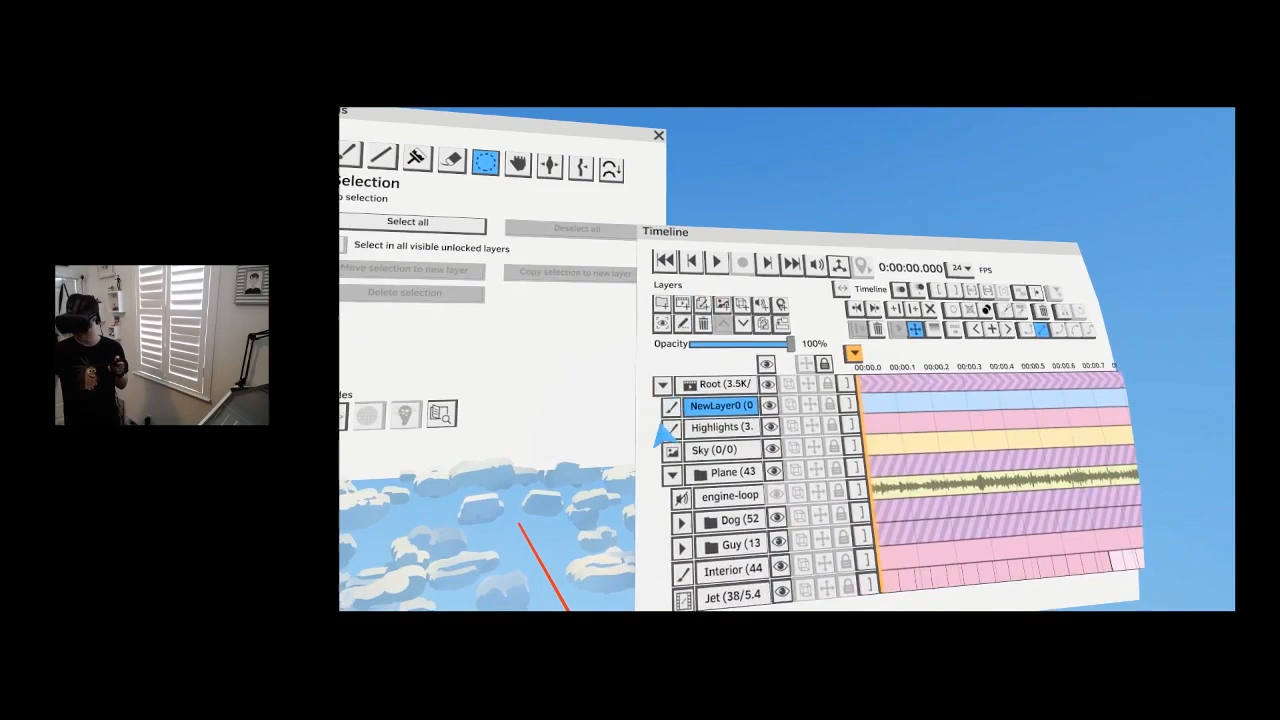 Selection
selection
Select all
Deselect all
Select in all visible unlocked layers
Move selection to new layer
Copy selection to new layer
Delete selection
Timeline
0:00:00.000
24
FPS
Layers
Timeline
Opacity
100%
00:00.0 00:00.1 00:00.2 00:00.3 00:00.4 00:00.5 00:00.6 00:00.7
Root (3.5K/
NewLayer0 (0
Highlights (3.
Sky (0/0)
Plane (43
engine-loop
Dog (52
Guy (13
Interior (44
Jet (38/5.4